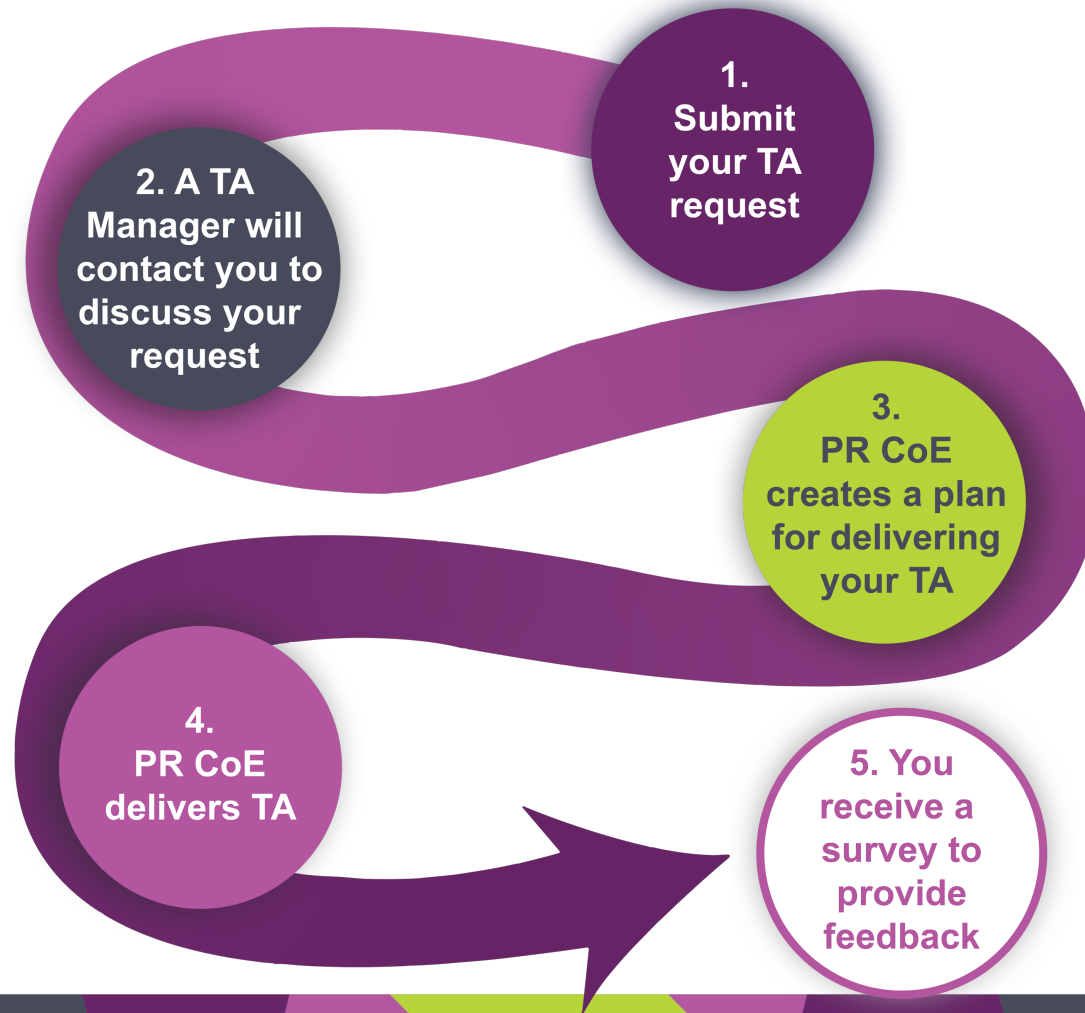 1.
Submit
your TA
request
2. A TA
Manager will
contact you to
discuss your
request
3.
PR CoE
creates a plan
for delivering
your TA
4.
PR CoE
delivers TA
5. You
receive a
survey to
provide
feedback